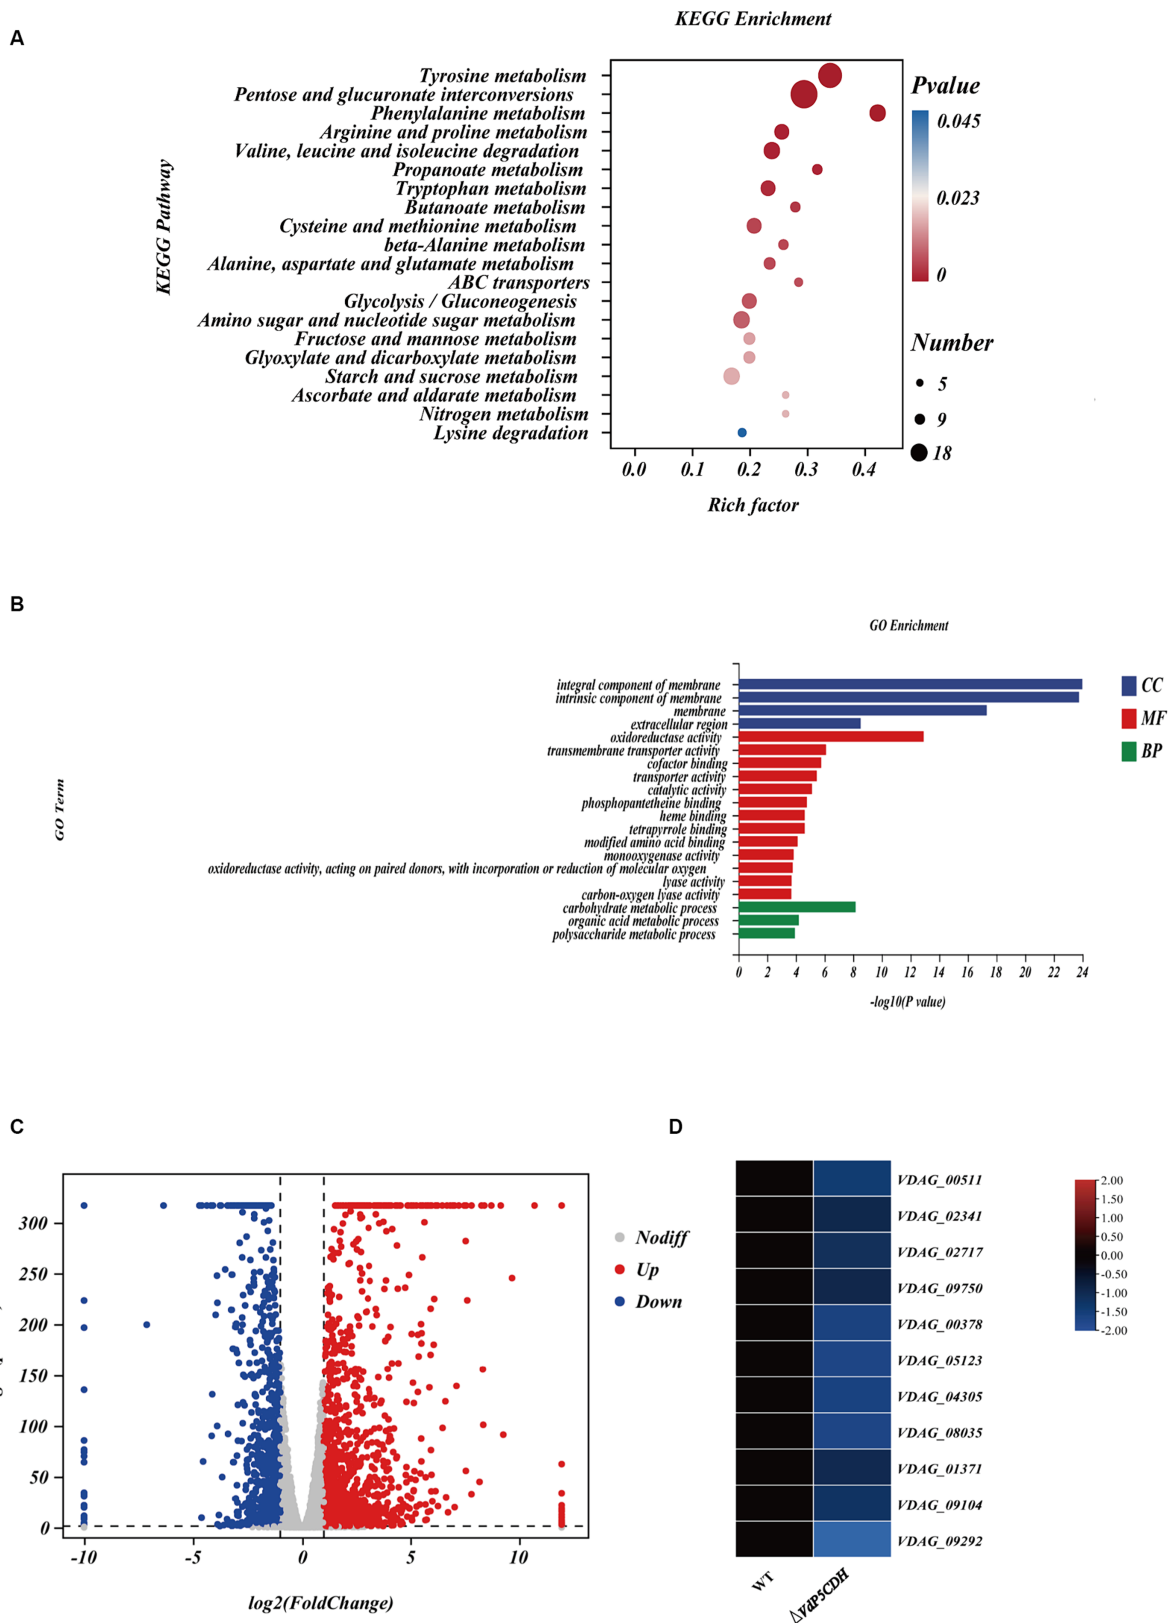 A
KEGG Enrichment
KEGG Pathway
Tyrosine metabolism
Pentose and glucuronate interconversions
Phenylalanine metabolism
Arginine and proline metabolism
Valine, leucine and isoleucine degradation
Propanoate metabolism
Tryptophan metabolism
Butanoate metabolism
Cysteine and methionine metabolism
beta-Alanine metabolism
Alanine, aspartate and glutamate metabolism
ABC transporters
Glycolysis / Gluconeogenesis
Amino sugar and nucleotide sugar metabolism
Fructose and mannose metabolism
Glyoxylate and dicarboxylate metabolism
Starch and sucrose metabolism
Ascorbate and aldarate metabolism
Nitrogen metabolism
Lysine degradation
0.0 0.1 0.2 0.3 0.4
Rich factor
Pvalue
0.045
0.023
0
Number
5
9
18
B
GO Enrichment
GO Term
integral component of membrane
intrinsic component of membrane
membrane
extracellular region
oxidoreductase activity
transmembrane transporter activity
cofactor binding
transporter activity
catalytic activity
phosphopantetheine binding
heme binding
tetrapyrrole binding
modified amino acid binding
monooxygenase activity
oxidoreductase activity, acting on paired donors, with incorporation or reduction of molecular oxygen
lyase activity
carbon-oxygen lyase activity
carbohydrate metabolic process
organic acid metabolic process
polysaccharide metabolic process
0 2 4 6 8 10 12 14 16 18 20 22 24
-log10(P value)
CC
MF
BP
C
300
250
200
150
100
50
0
-10 -5 0 5 10
log2(FoldChange)
Nodiff
Up
Down
D
VDAG_00511
VDAG_02341
VDAG_02717
VDAG_09750
VDAG_00378
VDAG_05123
VDAG_04305
VDAG_08035
VDAG_01371
VDAG_09104
VDAG_09292
WT
△VdP5CDH
2.00
1.50
1.00
0.50
0.00
-0.50
-1.00
-1.50
-2.00